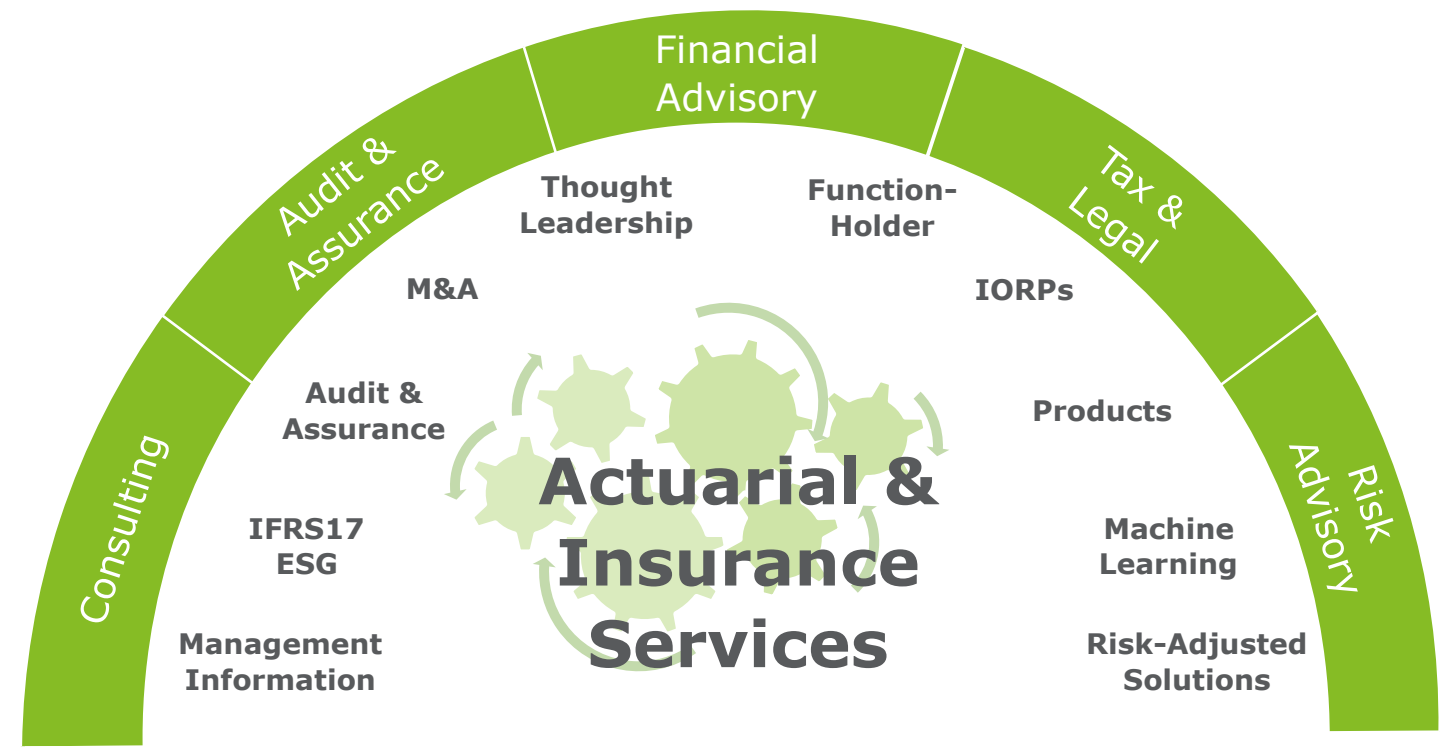 Financial
Advisory
Audit &
Assurance
Tax &
Legal
Consulting
Risk
Advisory
Thought
Leadership
Function-
Holder
M&A
IORPs
Audit &
Assurance
Products
IFRS17
ESG
Machine
Learning
Management
Information
Risk-Adjusted
Solutions
Actuarial &
Insurance
Services